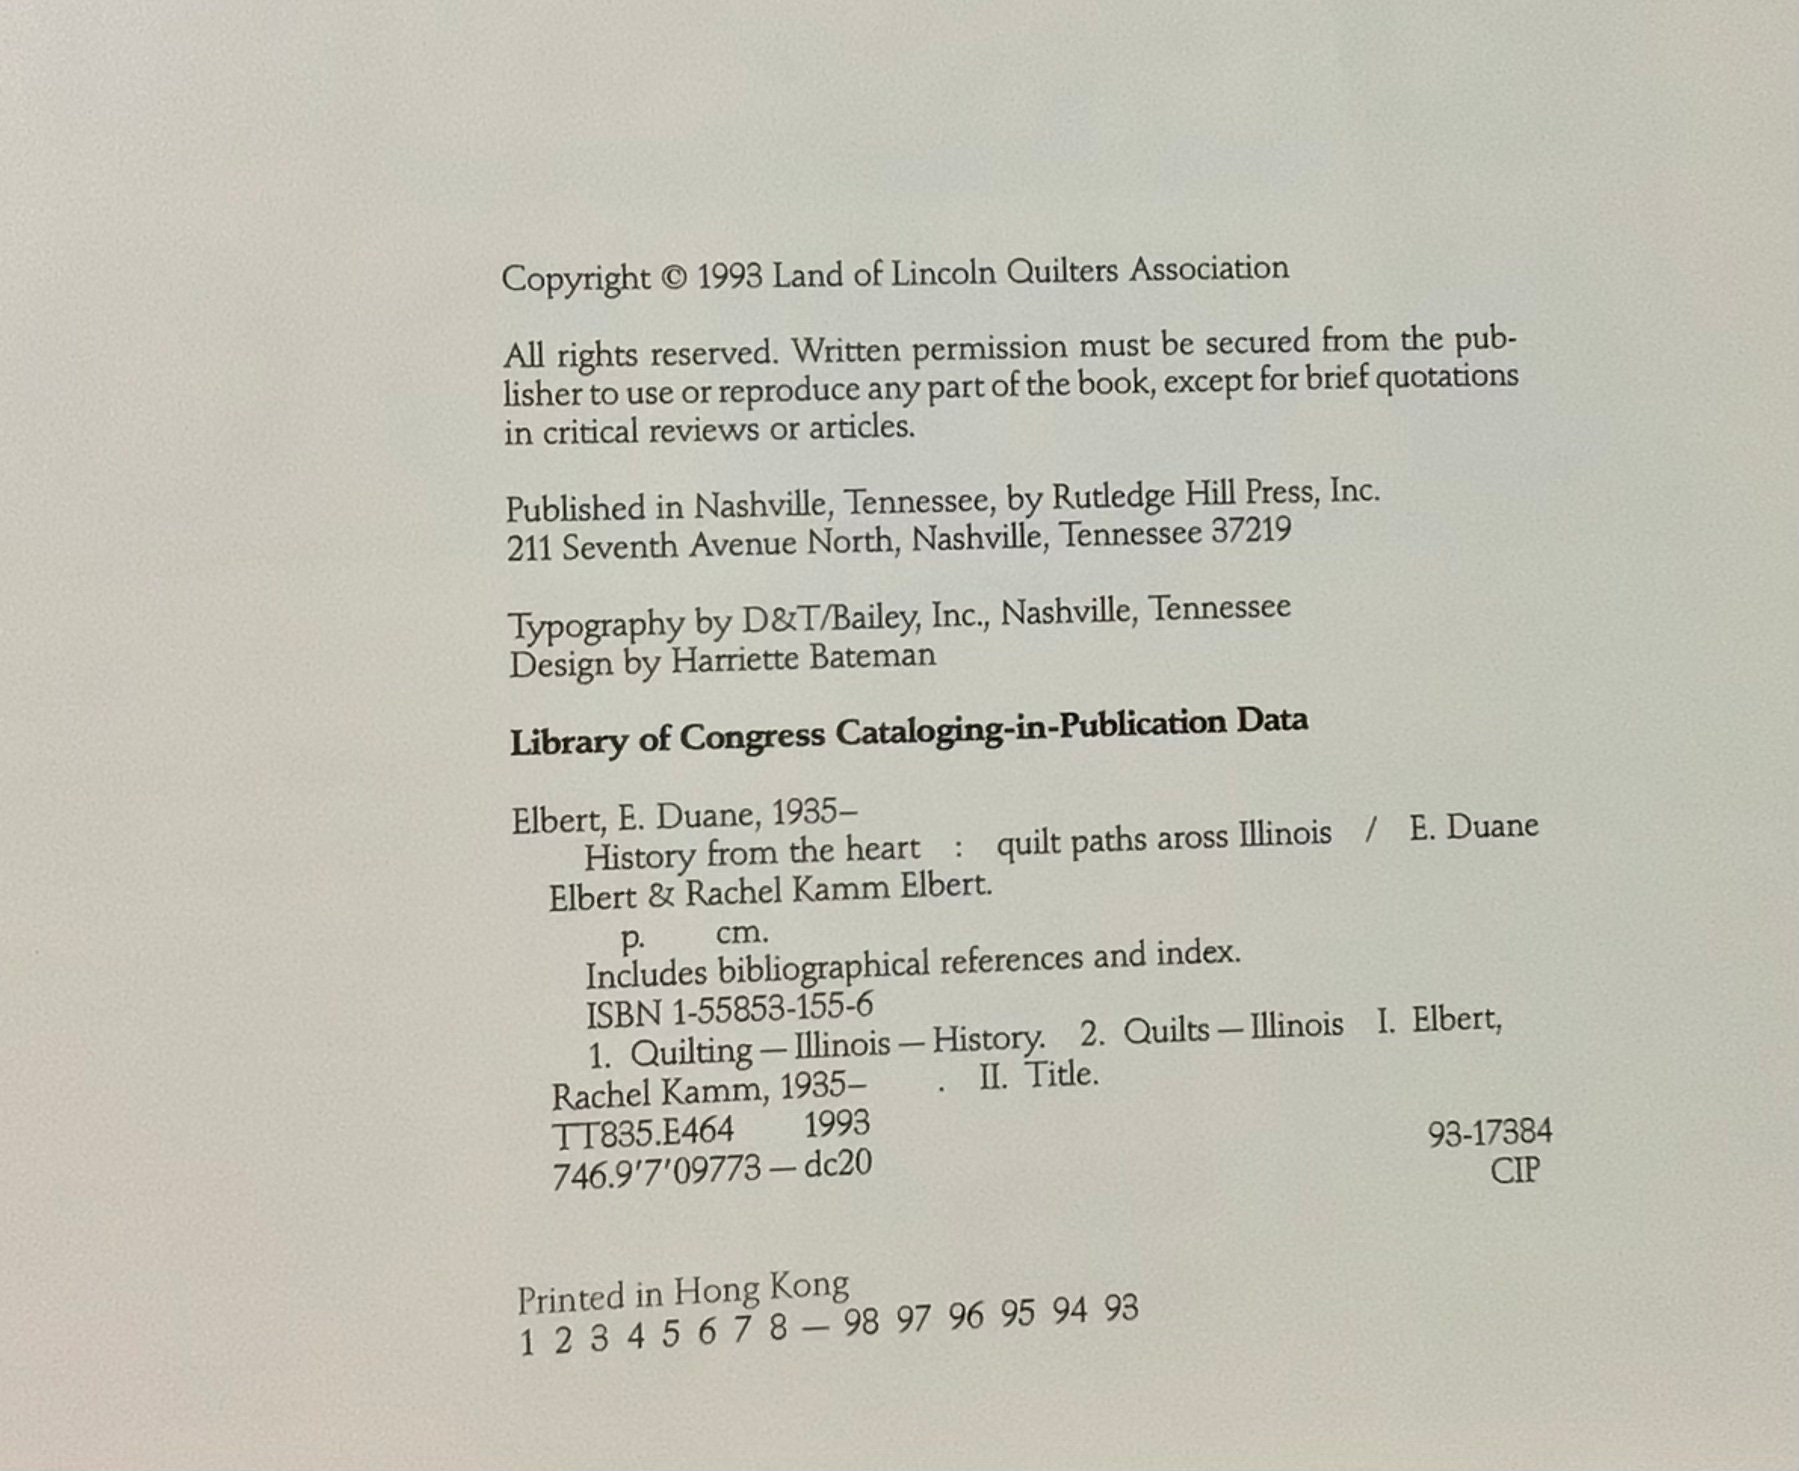 Copyright © 1993 Land of Lincoln Quilters Association
All rights reserved. Written permission must be secured from the pub-
lisher to use or reproduce any part of the book, except for brief quotations
in critical reviews or articles.
Published in Nashville, Tennessee, by Rutledge Hill Press, Inc.
211 Seventh Avenue North, Nashville, Tennessee 37219
Typography by D&T/Bailey, Inc., Nashville, Tennessee
Design by Harriette Bateman
Library of Congress Cataloging-in-Publication Data
Elbert, E. Duane, 1935–
History from the heart : quilt paths aross Illinois / E. Duane
Elbert & Rachel Kamm Elbert.
p. cm.
Includes bibliographical references and index.
ISBN 1-55853-155-6
1. Quilting — Illinois — History. 2. Quilts — Illinois I. Elbert,
Rachel Kamm, 1935– . II. Title.
TT835.E464 1993
746.9'7'09773 — dc20
93-17384
CIP
Printed in Hong Kong
1 2 3 4 5 6 7 8 — 98 97 96 95 94 93